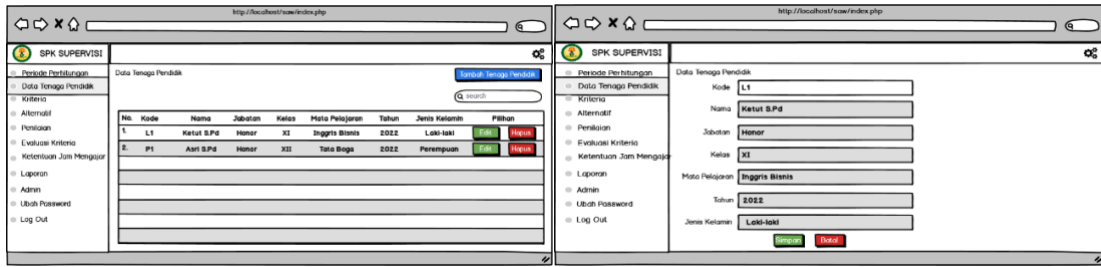 http://localhost/saw/index.php
SPK SUPERVISI
Periode Perhitungan
Data Tenaga Pendidik
Kriteria
Alternatif
Penilaian
Evaluasi Kriteria
Ketentuan Jam Mengajar
Laporan
Admin
Ubah Password
Log Out
Data Tenaga Pendidik
Tambah Tenaga Pendidik
search
No. Kode Nama Jabatan Kelas Mata Pelajaran Tahun Jenis Kelamin Pilihan
1. L1 Ketut S.Pd Honor XI Inggris Bisnis 2022 Laki-laki Edit Hapus
2. P1 Asri S.Pd Honor XII Tata Boga 2022 Perempuan Edit Hapus
http://localhost/saw/index.php
SPK SUPERVISI
Periode Perhitungan
Data Tenaga Pendidik
Kriteria
Alternatif
Penilaian
Evaluasi Kriteria
Ketentuan Jam Mengajar
Laporan
Admin
Ubah Password
Log Out
Data Tenaga Pendidik
Kode L1
Nama Ketut S.Pd
Jabatan Honor
Kelas XI
Mata Pelajaran Inggris Bisnis
Tahun 2022
Jenis Kelamin Laki-laki
Simpan Batal